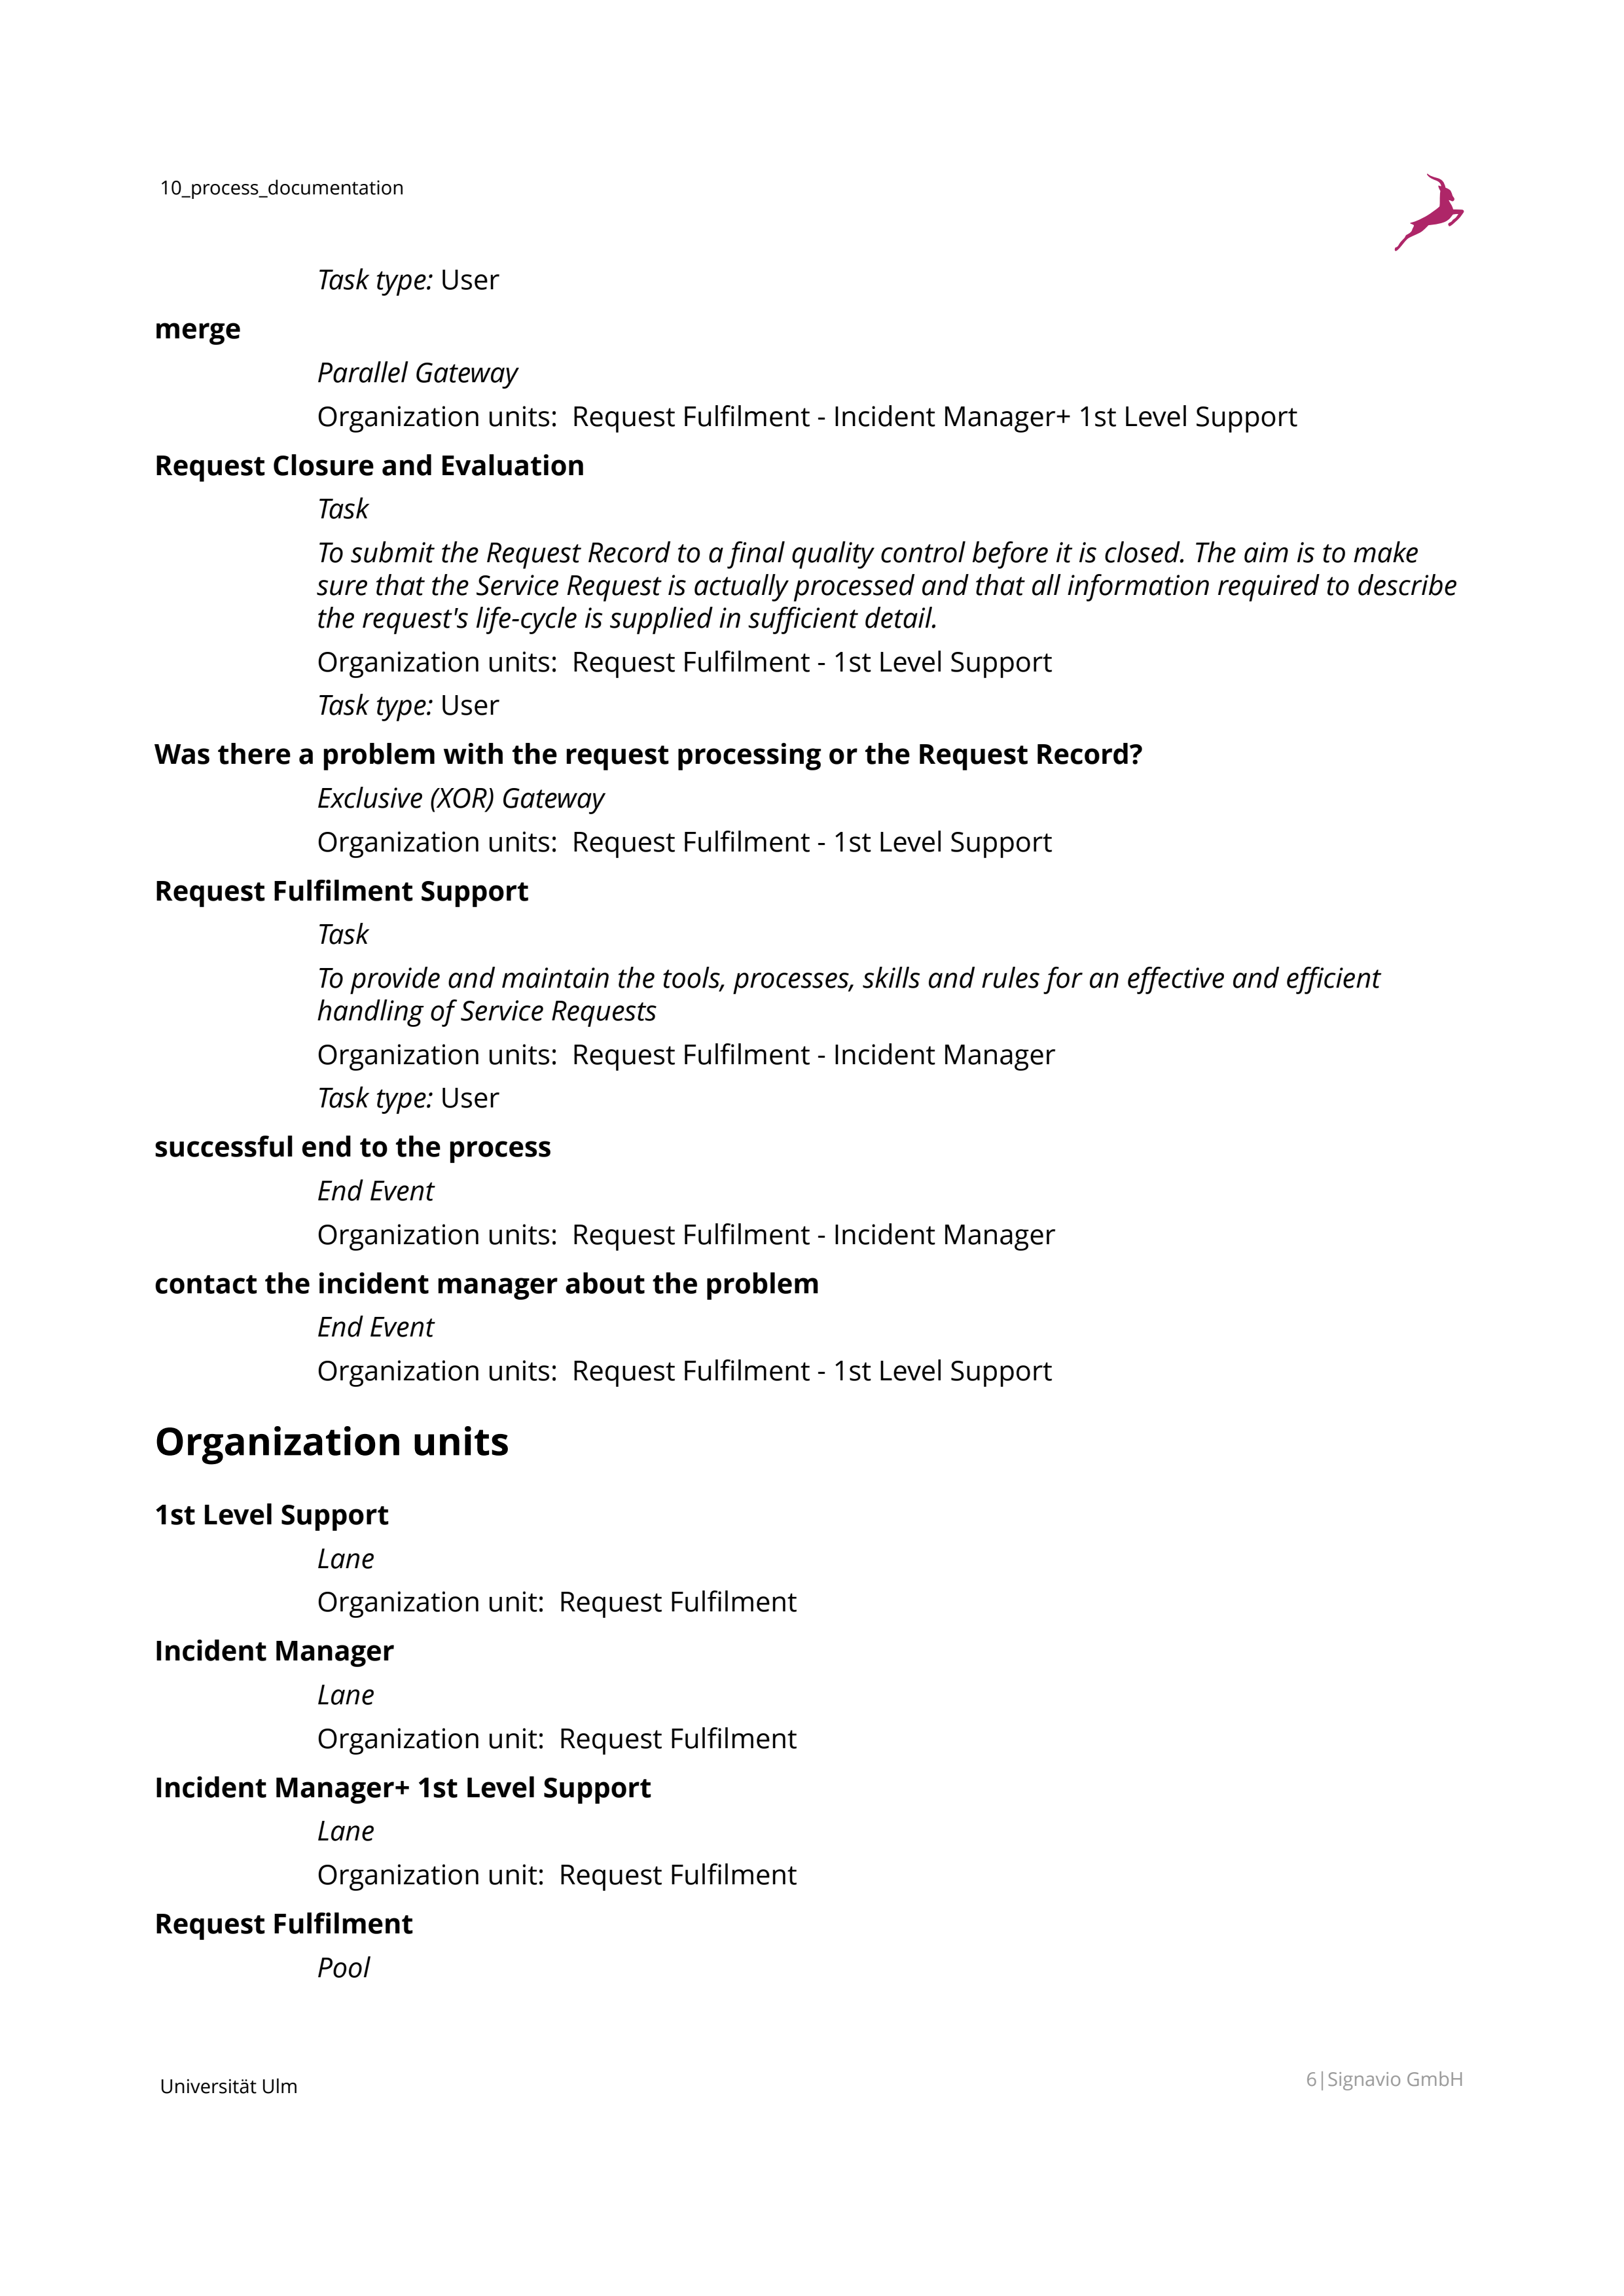 10_process_documentation
Task type: User
merge
Parallel Gateway
Organization units:  Request Fulfilment - Incident Manager+ 1st Level Support
Request Closure and Evaluation
Task
To submit the Request Record to a final quality control before it is closed. The aim is to make
sure that the Service Request is actually processed and that all information required to describe
the request's life-cycle is supplied in sufficient detail.
Organization units:  Request Fulfilment - 1st Level Support
Task type: User
Was there a problem with the request processing or the Request Record?
Exclusive (XOR) Gateway
Organization units:  Request Fulfilment - 1st Level Support
Request Fulfilment Support
Task
To provide and maintain the tools, processes, skills and rules for an effective and efficient
handling of Service Requests
Organization units:  Request Fulfilment - Incident Manager
Task type: User
successful end to the process
End Event
Organization units:  Request Fulfilment - Incident Manager
contact the incident manager about the problem
End Event
Organization units:  Request Fulfilment - 1st Level Support
Organization units
1st Level Support
Lane
Organization unit:  Request Fulfilment
Incident Manager
Lane
Organization unit:  Request Fulfilment
Incident Manager+ 1st Level Support
Lane
Organization unit:  Request Fulfilment
Request Fulfilment
Pool
Universität Ulm
6|Signavio GmbH